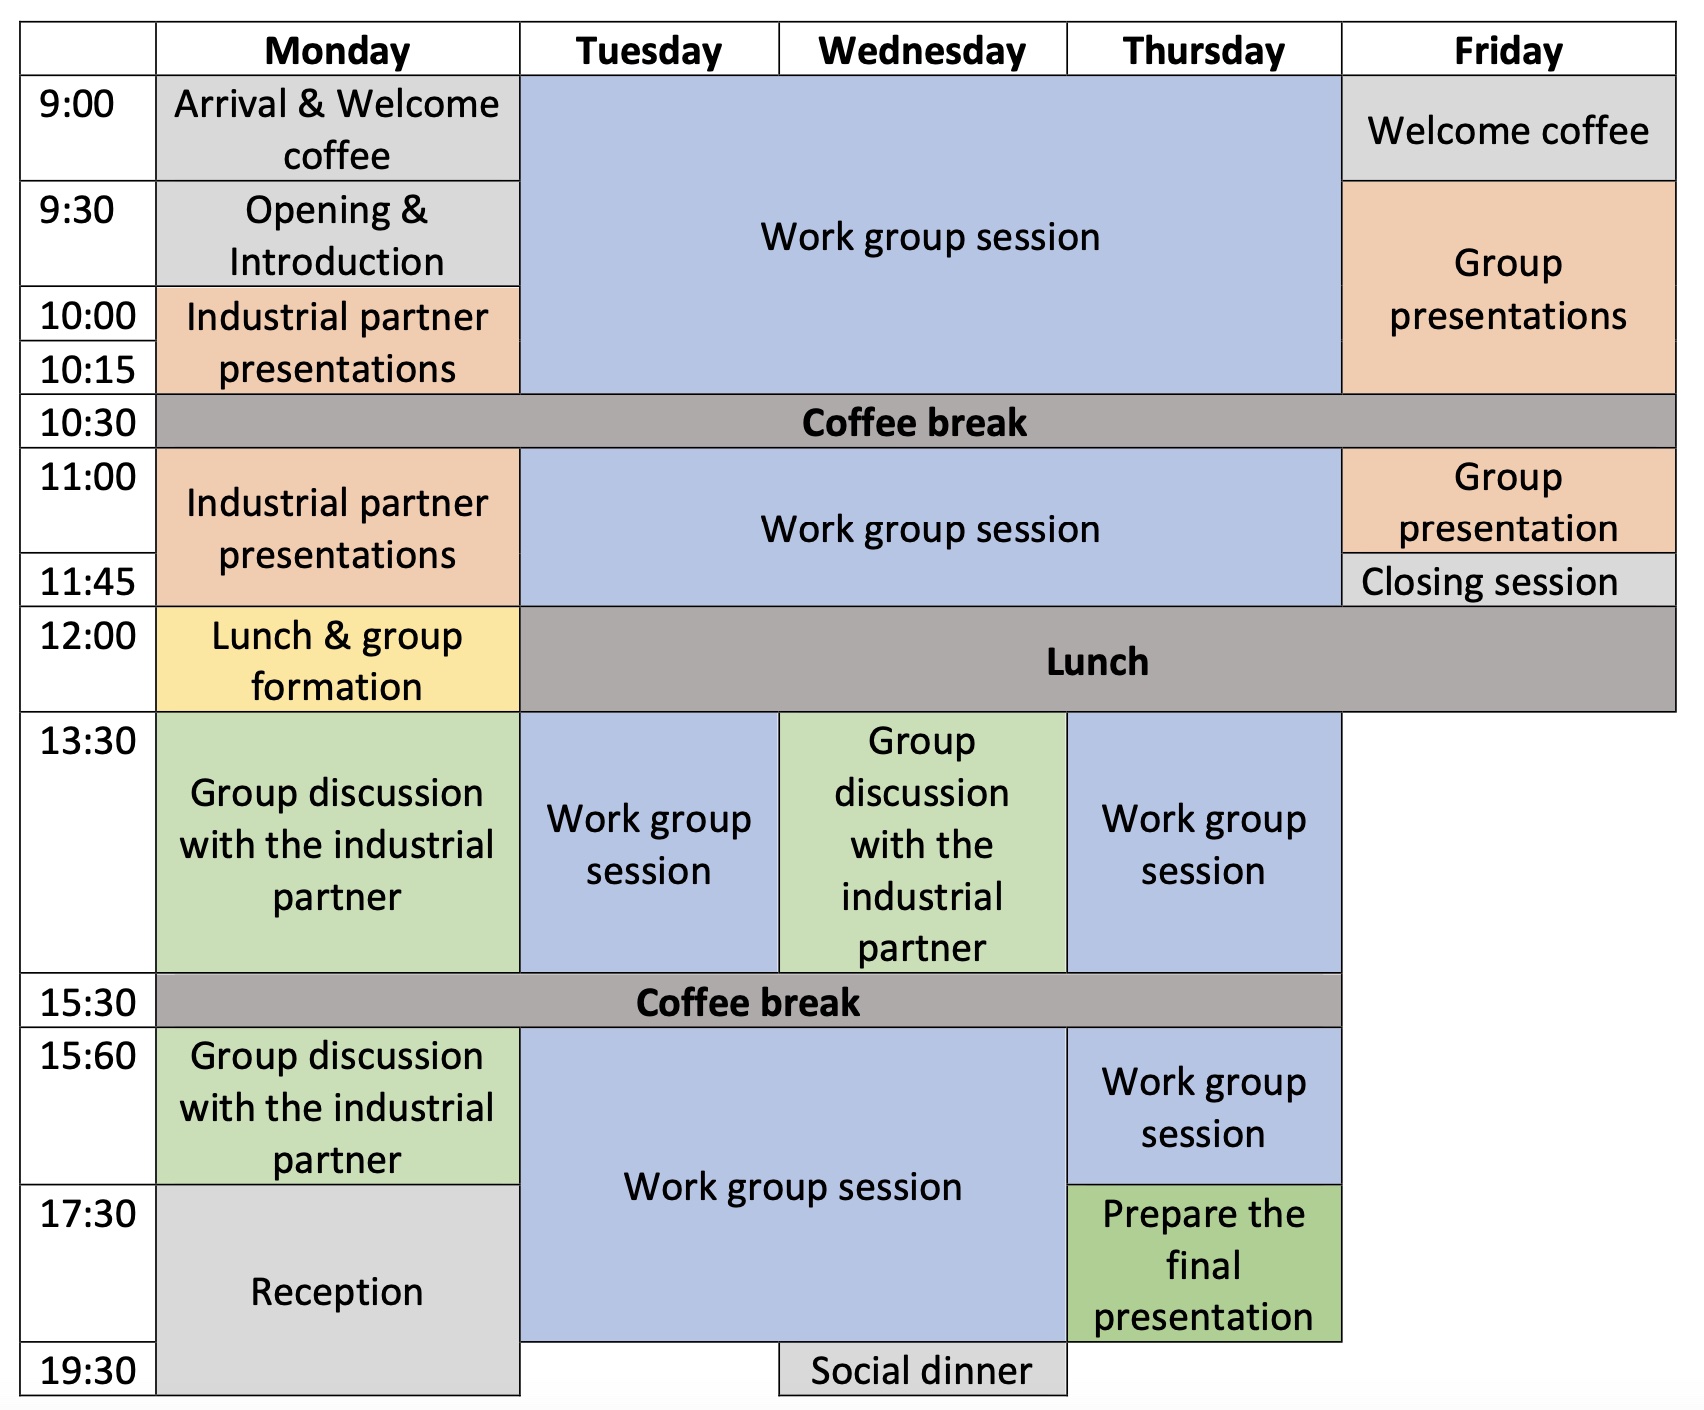 Monday Tuesday Wednesday Thursday Friday
9:00
Arrival & Welcome
coffee
Work group session
Welcome coffee
9:30
Opening &
Introduction
Group
presentations
10:00
Industrial partner
presentations
10:15
10:30
Coffee break
11:00
Industrial partner
presentations
Work group session
Group
presentation
11:45
Closing session
12:00
Lunch & group
formation
Lunch
13:30
Group discussion
with the industrial
partner
Work group
session
Group
discussion
with the
industrial
partner
Work group
session
15:30
Coffee break
15:60
Group discussion
with the industrial
partner
Work group session
Work group
session
17:30
Reception
Prepare the
final
presentation
19:30
Social dinner